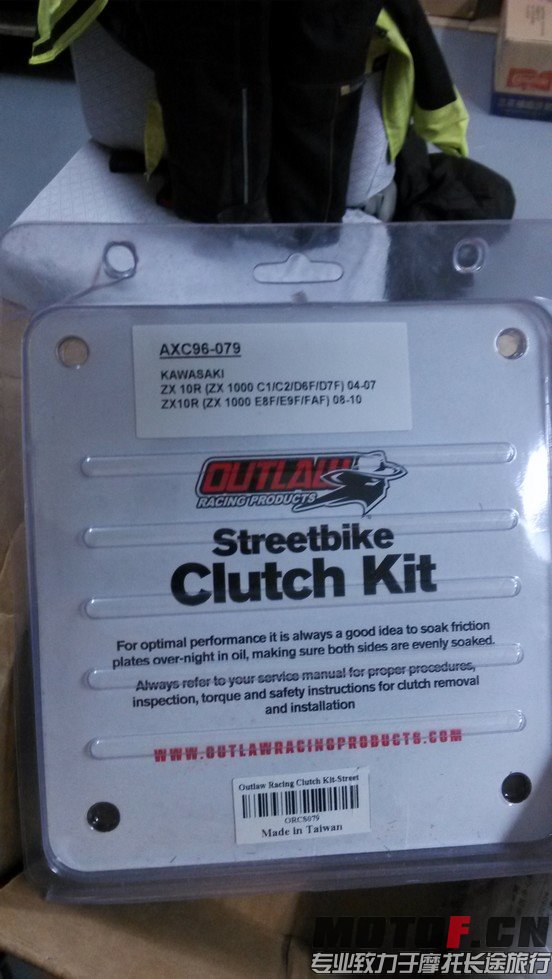 AXC96-079
KAWASAKI
ZX 10R (ZX 1000 C1/C2/D6F/D7F) 04-07
ZX10R (ZX 1000 E8F/E9F/FAF) 08-10
OUTLAW
RACING PRODUCTS
Streetbike
Clutch Kit
For optimal performance it is always a good idea to soak friction
plates over-night in oil, making sure both sides are evenly soaked.
Always refer to your service manual for proper procedures,
inspection, torque and safety instructions for clutch removal
and installation
WWW.OUTLAWRACINGPRODUCTS.COM
Outlaw Racing Clutch Kit-Street
ORCS079
Made in Taiwan
MOTOF.CN
专业致力于摩托长途旅行